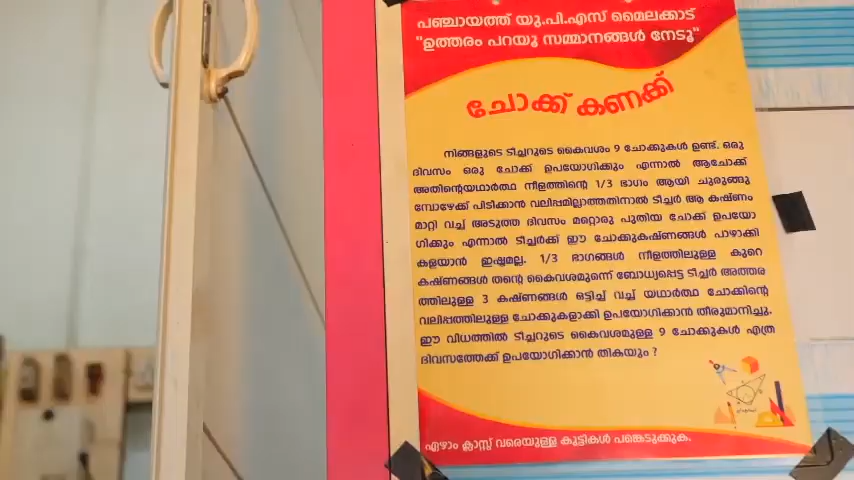 പഞ്ചായത്ത് യു.പി.എസ് മൈലക്കാട്
"ഉത്തരം പറയൂ സമ്മാനങ്ങൾ നേടൂ"
ചോക്ക് കണക്ക്
നിങ്ങളുടെ ടീച്ചറുടെ കൈവശം 9 ചോക്കുകൾ ഉണ്ട്. ഒരു
ദിവസം ഒരു ചോക്ക് ഉപയോഗിക്കും എന്നാൽ ആചോക്ക്
അതിന്റെയഥാർത്ഥ നീളത്തിന്റെ 1/3 ഭാഗം ആയി ചുരുങ്ങു
മ്പോഴേക്ക് പിടിക്കാൻ വലിപ്പമില്ലാത്തതിനാൽ ടീച്ചർ ആ കഷ്ണം
മാറ്റി വച്ച് അടുത്ത ദിവസം മറ്റൊരു പുതിയ ചോക്ക് ഉപയോ
ഗിക്കും എന്നാൽ ടീച്ചർക്ക് ഈ ചോക്കുകഷ്ണങ്ങൾ പാഴാക്കി
കളയാൻ ഇഷ്ടമല്ല. 1/3 ഭാഗങ്ങൾ നീളത്തിലുള്ള കുറെ
കഷ്ണങ്ങൾ തന്റെ കൈവശമുന്നെ് ബോധ്യപ്പെട്ട ടീച്ചർ അത്തര
ത്തിലുള്ള 3 കഷ്ണങ്ങൾ ഒട്ടിച്ച് വച്ച് യഥാർത്ഥ ചോക്കിന്റെ
വലിപ്പത്തിലുള്ള ചോക്കുകളാക്കി ഉപയോഗിക്കാൻ തീരുമാനിച്ചു.
ഈ വിധത്തിൽ ടീച്ചറുടെ കൈവശമുള്ള 9 ചോക്കുകൾ എത്ര
ദിവസത്തേക്ക് ഉപയോഗിക്കാൻ തികയും ?
ഏഴാം ക്ലാസ്സ് വരെയുള്ള കുട്ടികൾ പങ്കെടുക്കുക.